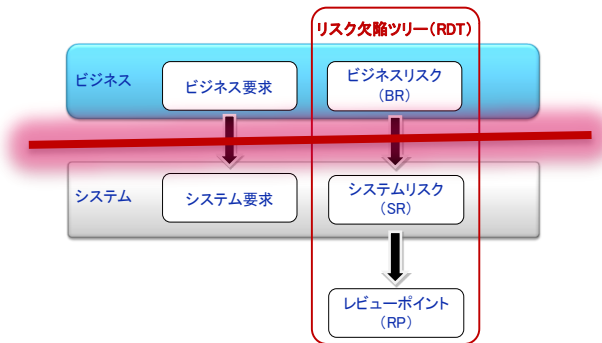 リスク欠陥ツリー(RDT)
ビジネス
ビジネス要求
ビジネスリスク
(BR)
システム
システム要求
システムリスク
(SR)
レビューポイント
(RP)